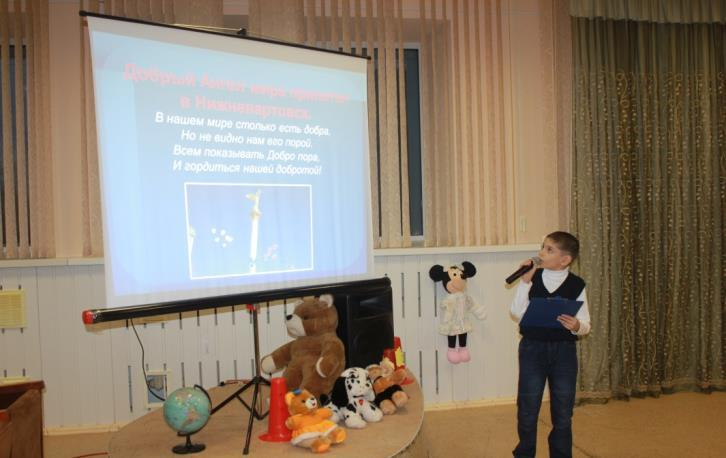 Добрый Ангел мира прилетел
в Нижневартовск.
В нашем мире столько есть добра,
Но не видно нам его порой.
Всем показывать Добро пора,
И гордиться нашей добротой!